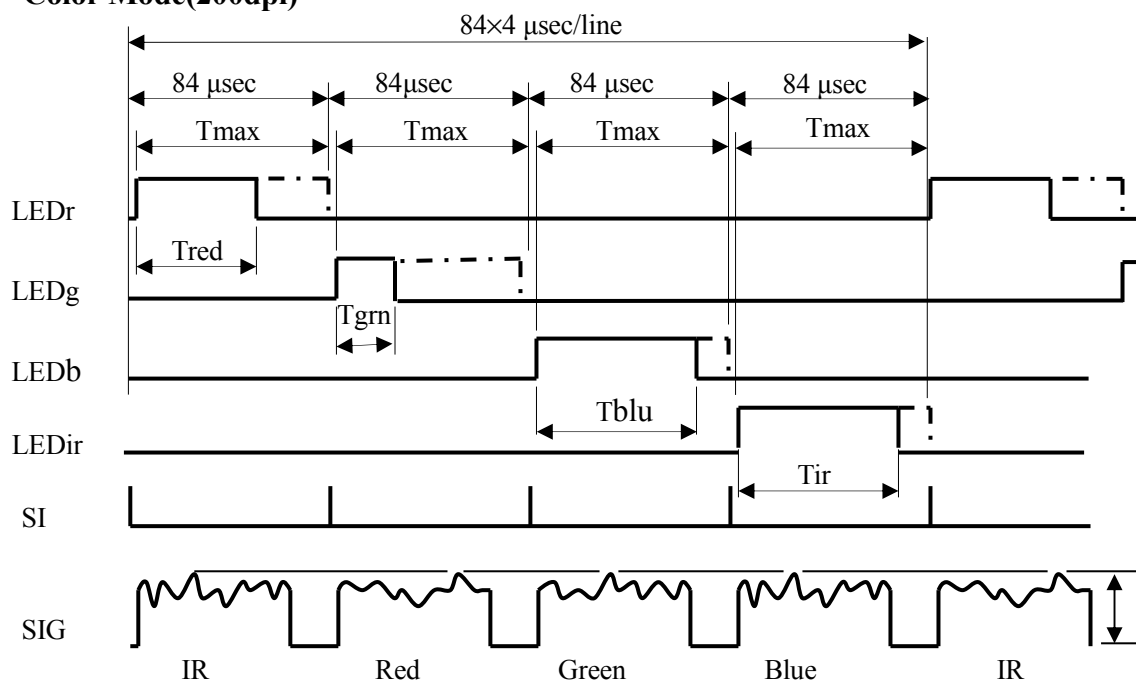 Color Mode(200dpi)
84×4 μsec/line
84 μsec 84μsec 84 μsec 84 μsec
Tmax Tmax Tmax Tmax
LEDr
Tred
LEDg
Tgrn
LEDb
Tblu
LEDir
Tir
SI
SIG
IR Red Green Blue IR